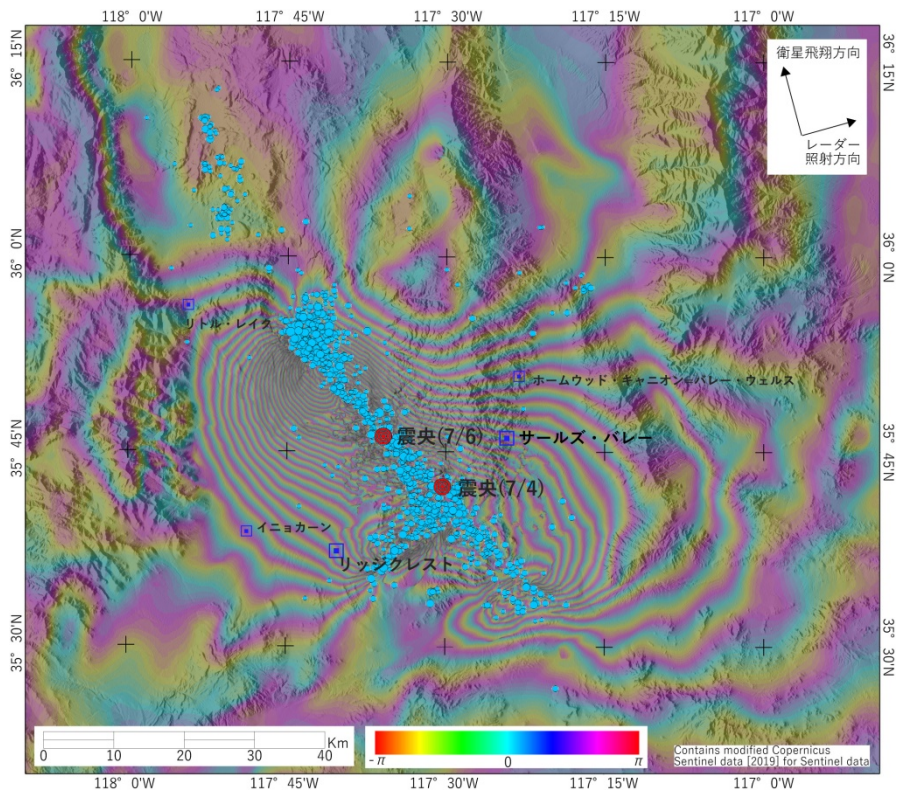 118° 0'W
117° 45'W
117° 30'W
117° 15'W
117° 0'W
36° 15'N
36° 15'N
衛星飛翔方向
レーダー
照射方向
36° 0'N
36° 0'N
リトル・レイク
ホームウッド・キャニオン=バレー・ウェルス
震央(7/6)
サールズ・バレー
35° 45'N
35° 45'N
震央(7/4)
イニョカーン
リッジクレスト
35° 30'N
35° 30'N
Km
0
10
20
30
40
-π
0
π
Contains modified Copernicus
Sentinel data [2019] for Sentinel data
118° 0'W
117° 45'W
117° 30'W
117° 15'W
117° 0'W